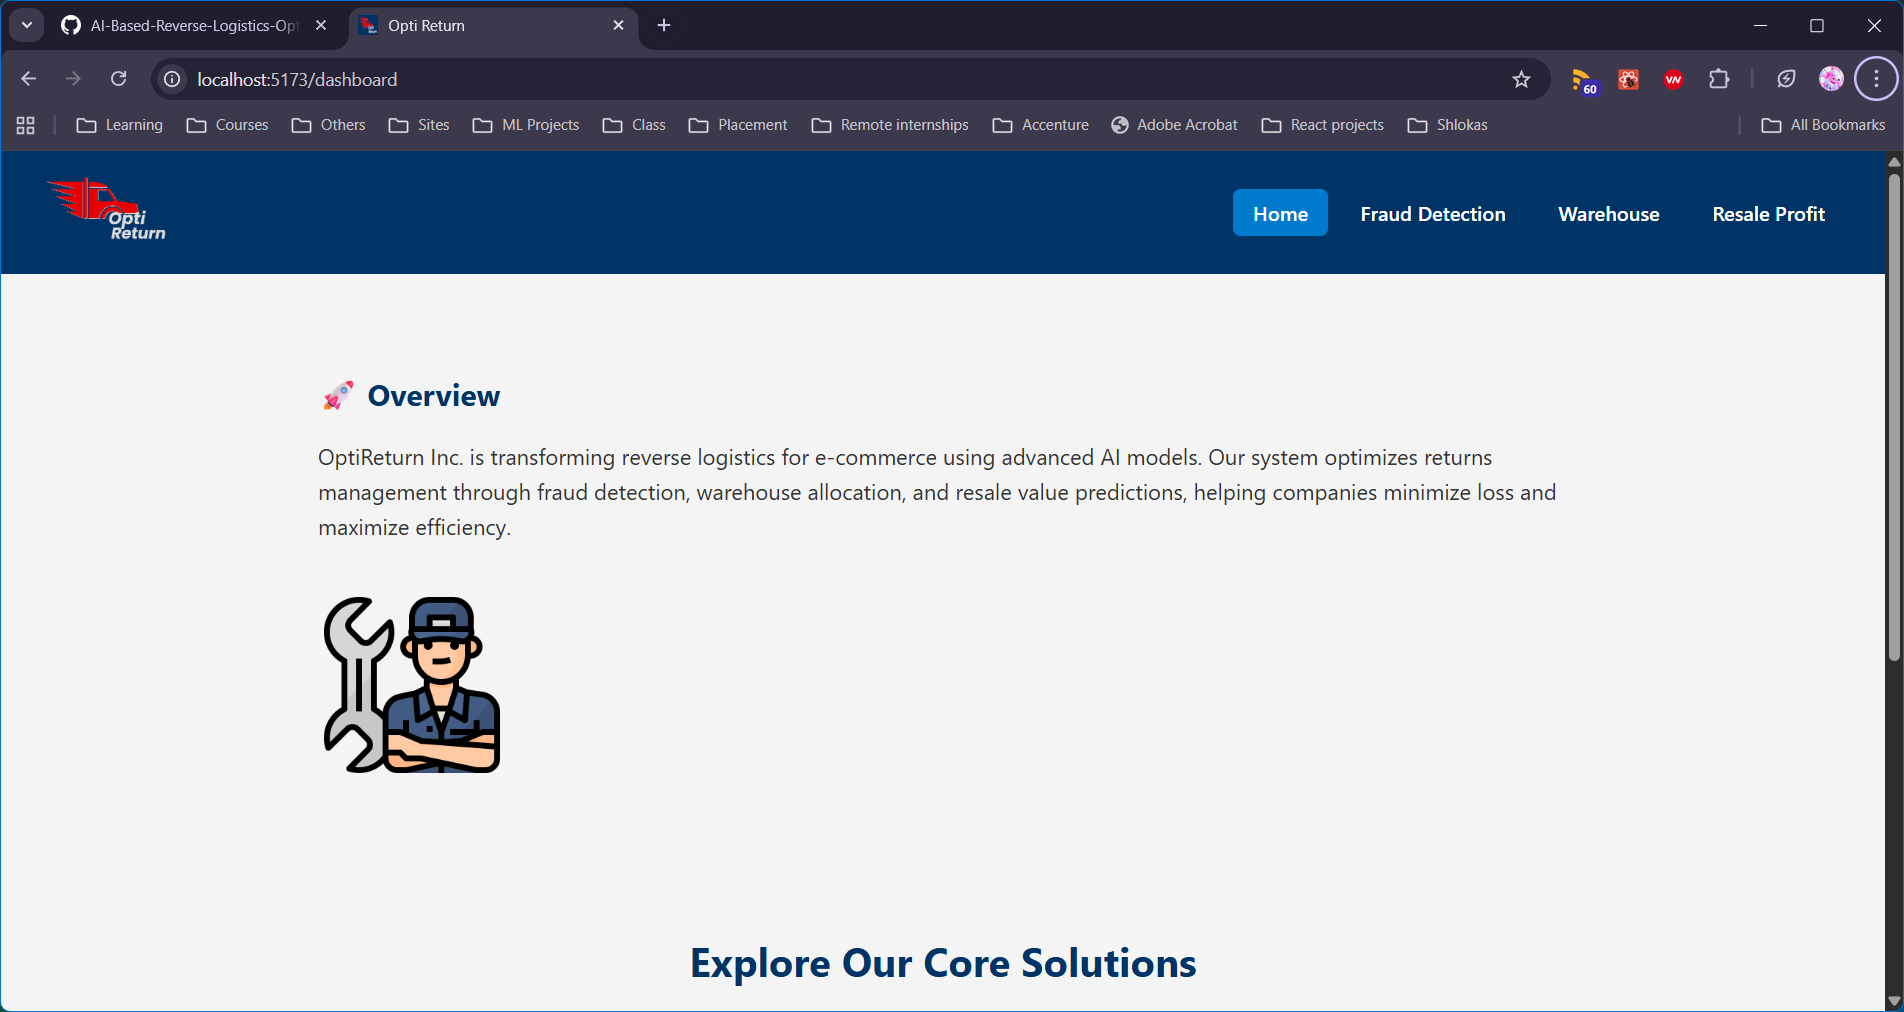 AI-Based-Reverse-Logistics-Opt
Opti Return
localhost:5173/dashboard
60
VN
Learning
Courses
Others
Sites
ML Projects
Class
Placement
Remote internships
Accenture
Adobe Acrobat
React projects
Shlokas
All Bookmarks
Opti
Return
Home
Fraud Detection
Warehouse
Resale Profit
🚀 Overview
OptiReturn Inc. is transforming reverse logistics for e-commerce using advanced AI models. Our system optimizes returns
management through fraud detection, warehouse allocation, and resale value predictions, helping companies minimize loss and
maximize efficiency.
Explore Our Core Solutions